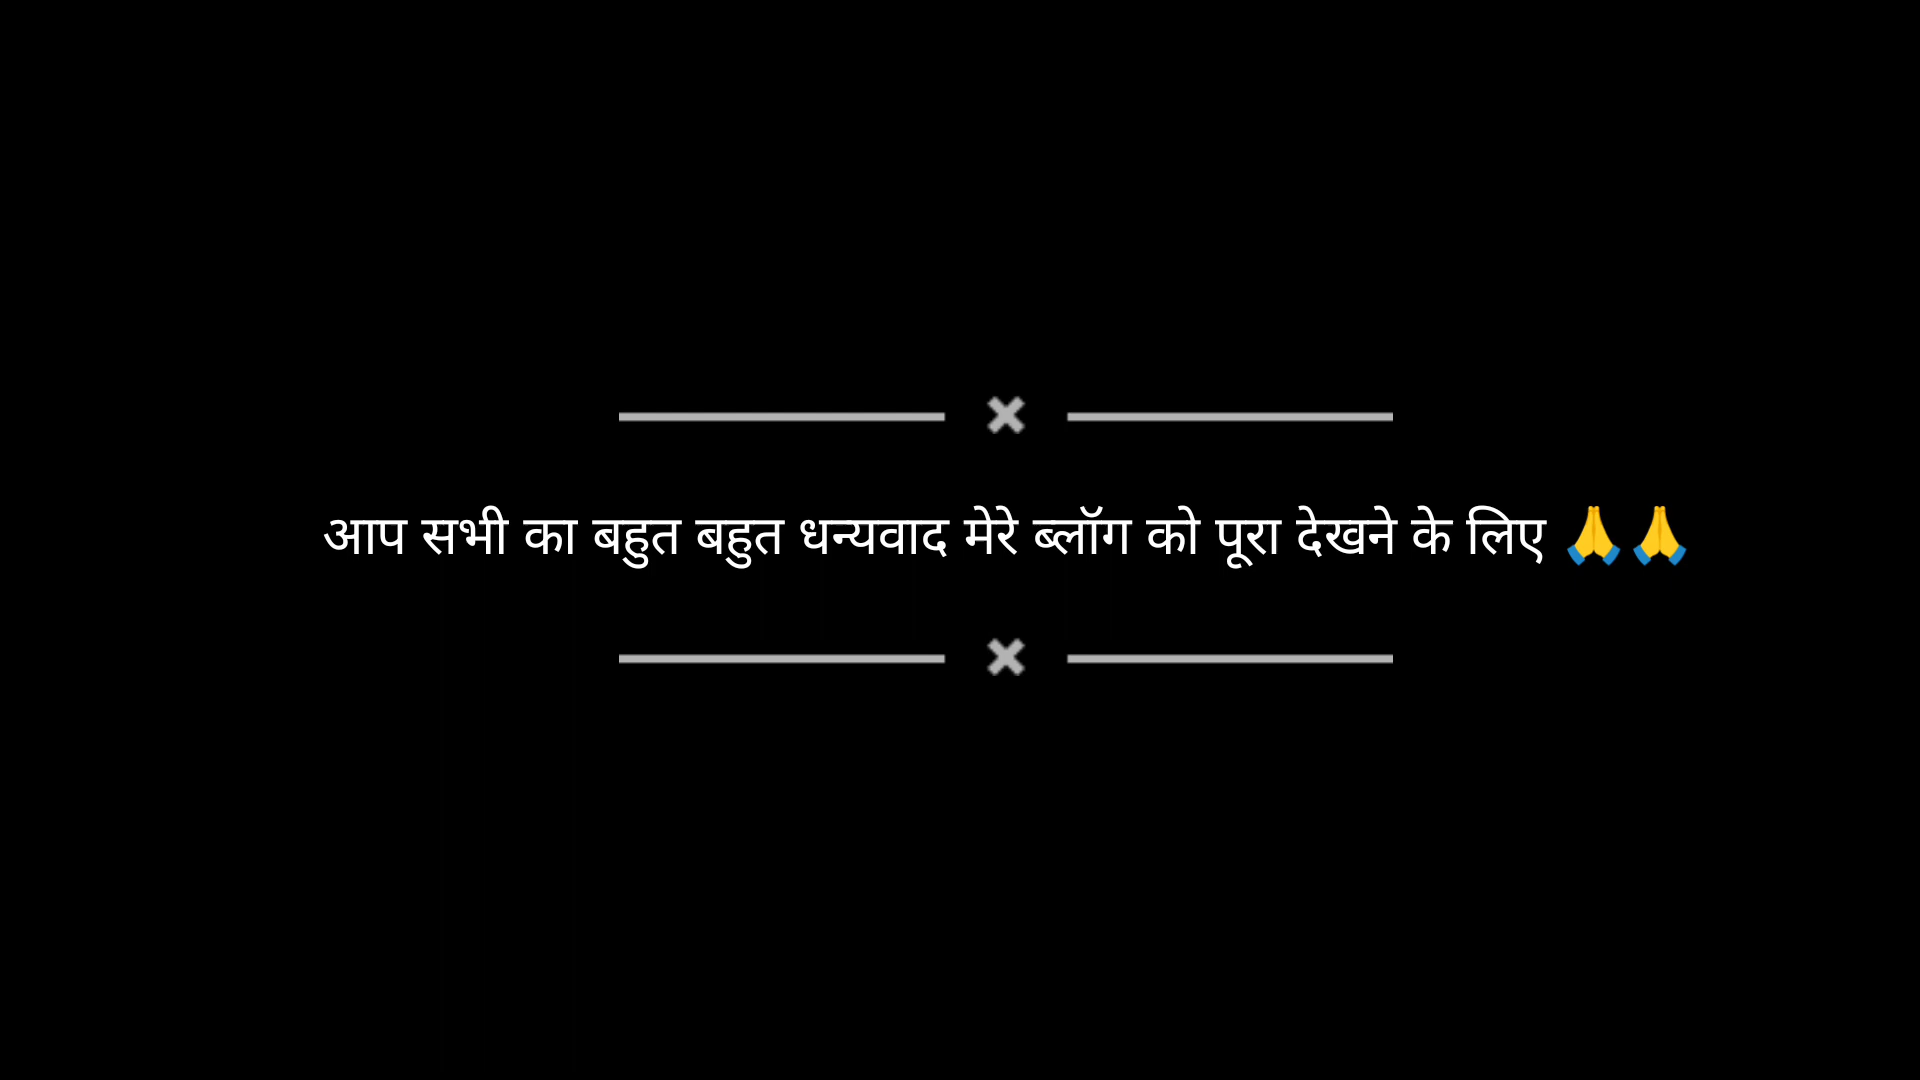 आप सभी का बहुत बहुत धन्यवाद मेरे ब्लॉग को पूरा देखने के लिए 🙏🙏